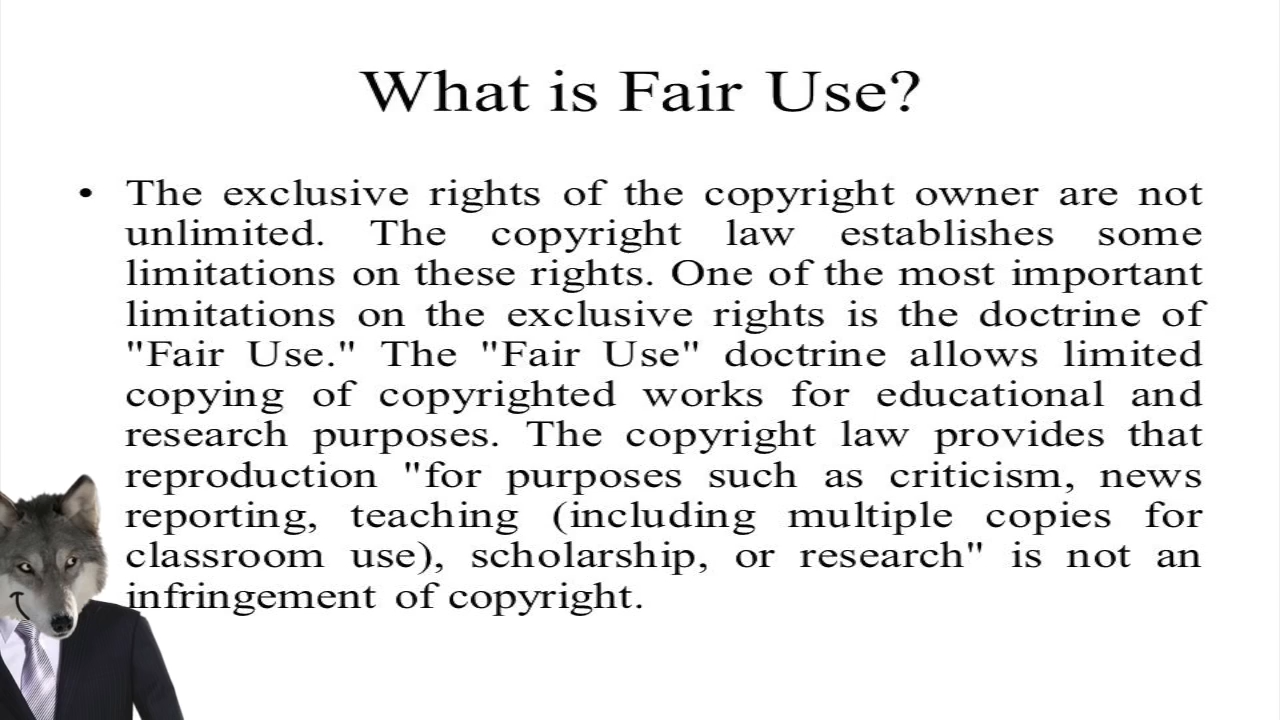 What is Fair Use?
• The exclusive rights of the copyright owner are not
unlimited. The copyright law establishes some
limitations on these rights. One of the most important
limitations on the exclusive rights is the doctrine of
"Fair Use." The "Fair Use" doctrine allows limited
copying of copyrighted works for educational and
research purposes. The copyright law provides that
reproduction "for purposes such as criticism, news
reporting, teaching (including multiple copies for
classroom use), scholarship, or research" is not an
infringement of copyright.